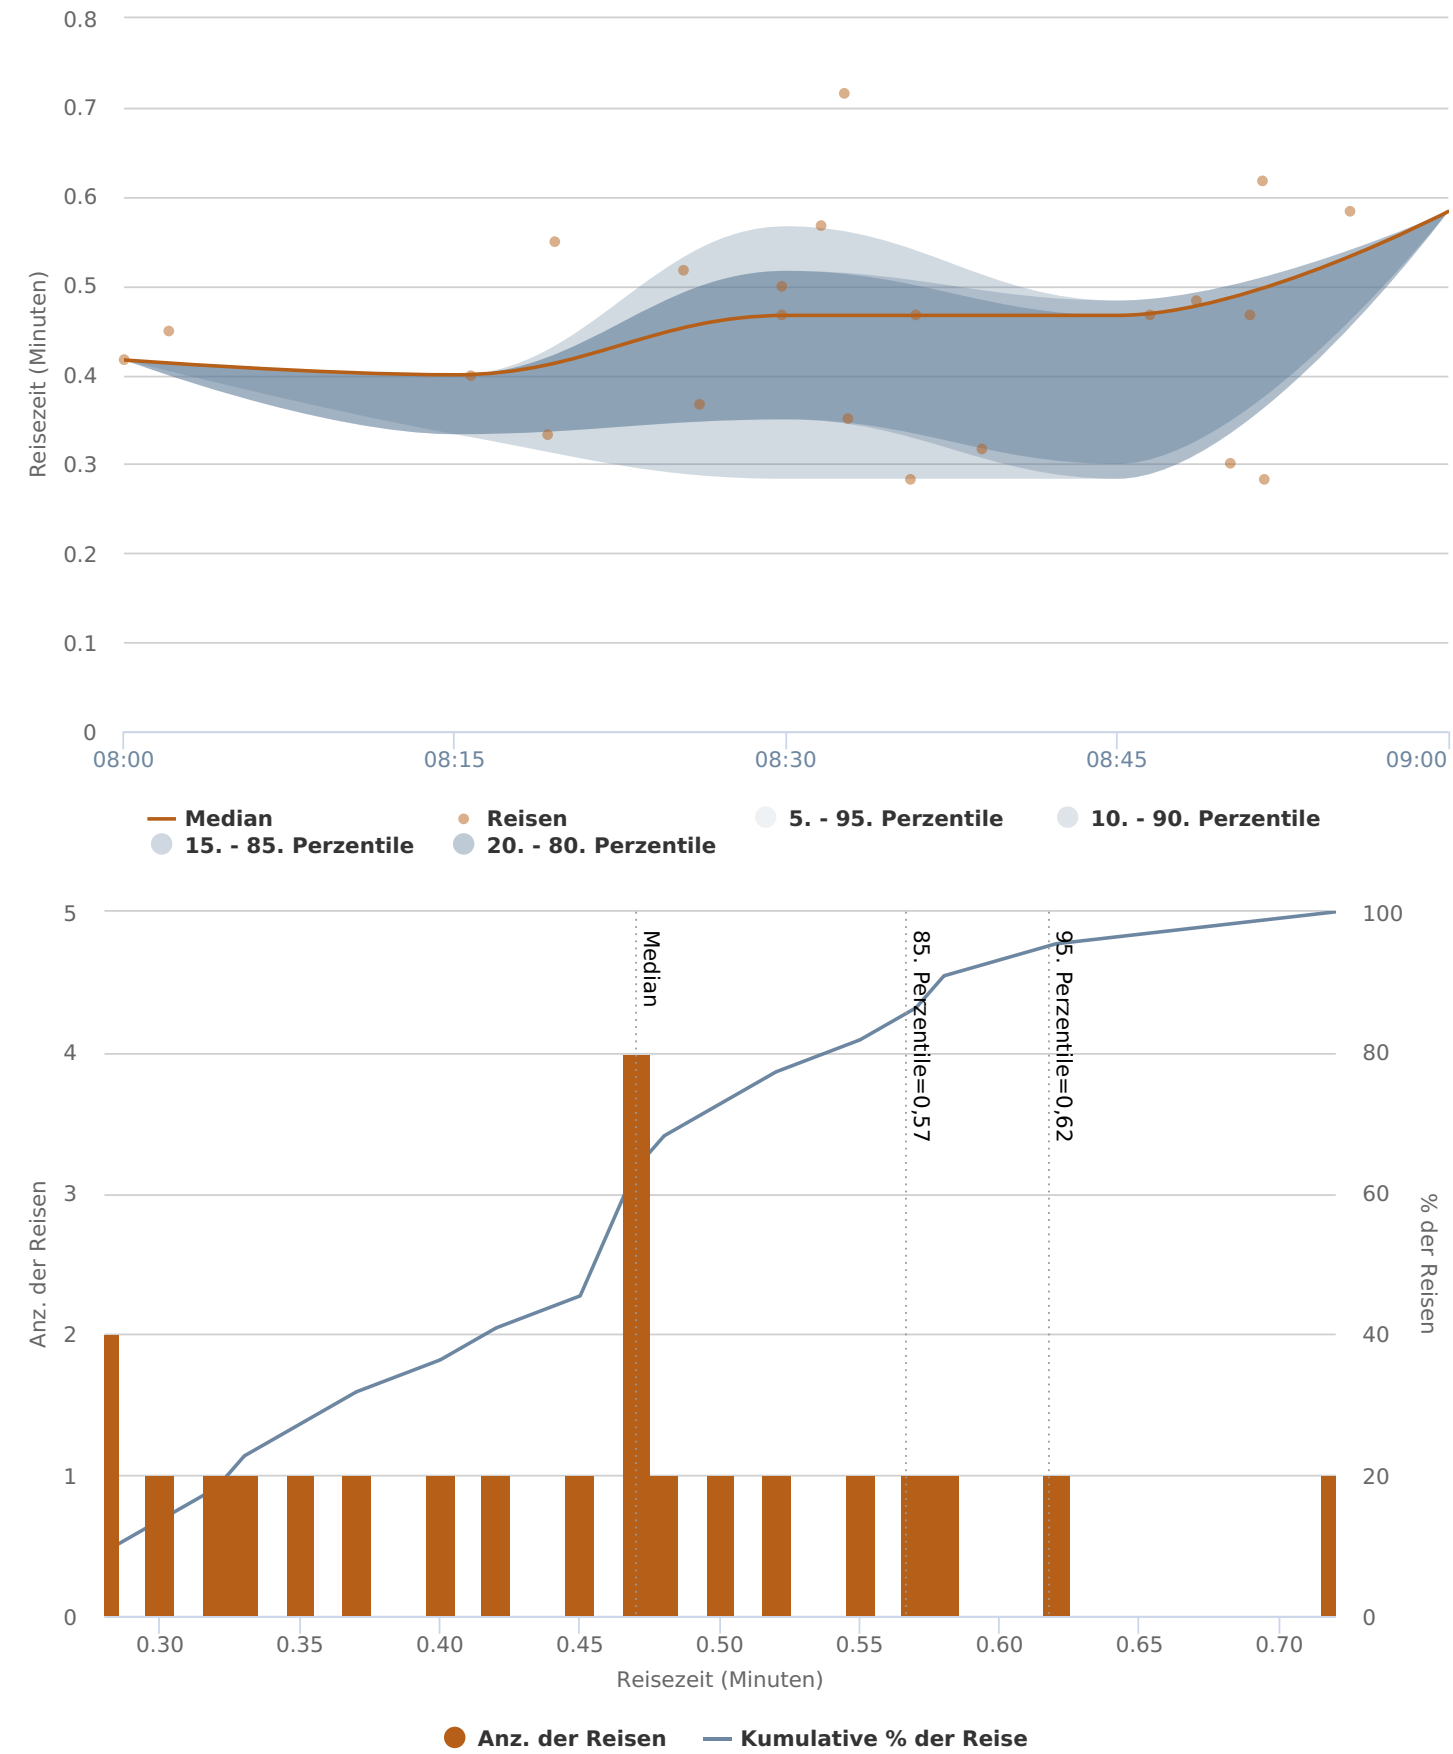 0.8
0.7
0.6
0.5
0.4
0.3
0.2
0.1
0
Reisezeit (Minuten)
08:00 08:15 08:30 08:45 09:00
Median Reisen 5. - 95. Perzentile 10. - 90. Perzentile
15. - 85. Perzentile 20. - 80. Perzentile
5
4
3
2
1
0
Anz. der Reisen
Median
85. Perzentile=0,57
95. Perzentile=0,62
100
80
60
40
20
0
% der Reisen
0.30 0.35 0.40 0.45 0.50 0.55 0.60 0.65 0.70
Reisezeit (Minuten)
Anz. der Reisen Kumulative % der Reise